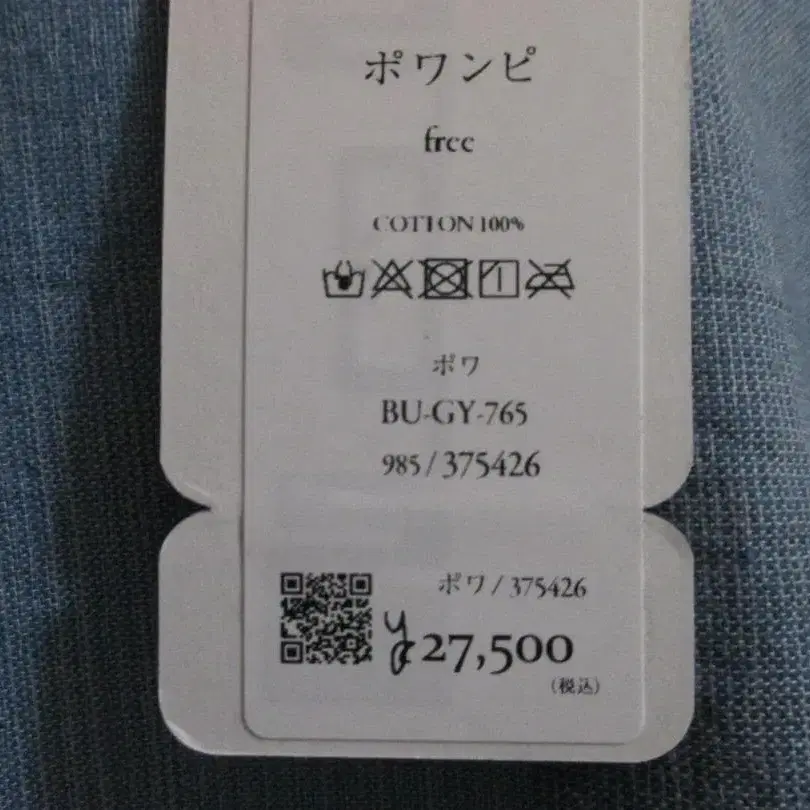 ポワンピ
free
COTTON 100%
ポワ
BU-GY-765
985/375426
ポワ/375426
¥27,500
(税込)